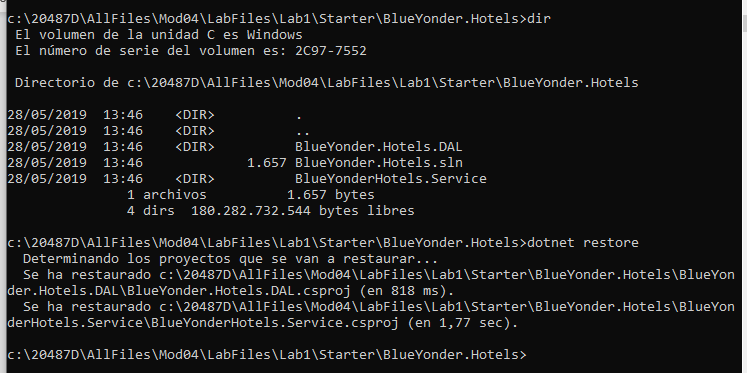 c:\20487D\AllFiles\Mod04\LabFiles\Lab1\Starter\BlueYonder.Hotels>dir
El volumen de la unidad C es Windows
El número de serie del volumen es: 2C97-7552
Directorio de c:\20487D\AllFiles\Mod04\LabFiles\Lab1\Starter\BlueYonder.Hotels
28/05/2019  13:46    <DIR>          .
28/05/2019  13:46    <DIR>          ..
28/05/2019  13:46    <DIR>          BlueYonder.Hotels.DAL
28/05/2019  13:46             1.657 BlueYonder.Hotels.sln
28/05/2019  13:46    <DIR>          BlueYonderHotels.Service
1 archivos          1.657 bytes
4 dirs  180.282.732.544 bytes libres
c:\20487D\AllFiles\Mod04\LabFiles\Lab1\Starter\BlueYonder.Hotels>dotnet restore
Determinando los proyectos que se van a restaurar...
Se ha restaurado c:\20487D\AllFiles\Mod04\LabFiles\Lab1\Starter\BlueYonder.Hotels\BlueYon
der.Hotels.DAL\BlueYonder.Hotels.DAL.csproj (en 818 ms).
Se ha restaurado c:\20487D\AllFiles\Mod04\LabFiles\Lab1\Starter\BlueYonder.Hotels\BlueYon
derHotels.Service\BlueYonderHotels.Service.csproj (en 1,77 sec).
c:\20487D\AllFiles\Mod04\LabFiles\Lab1\Starter\BlueYonder.Hotels>